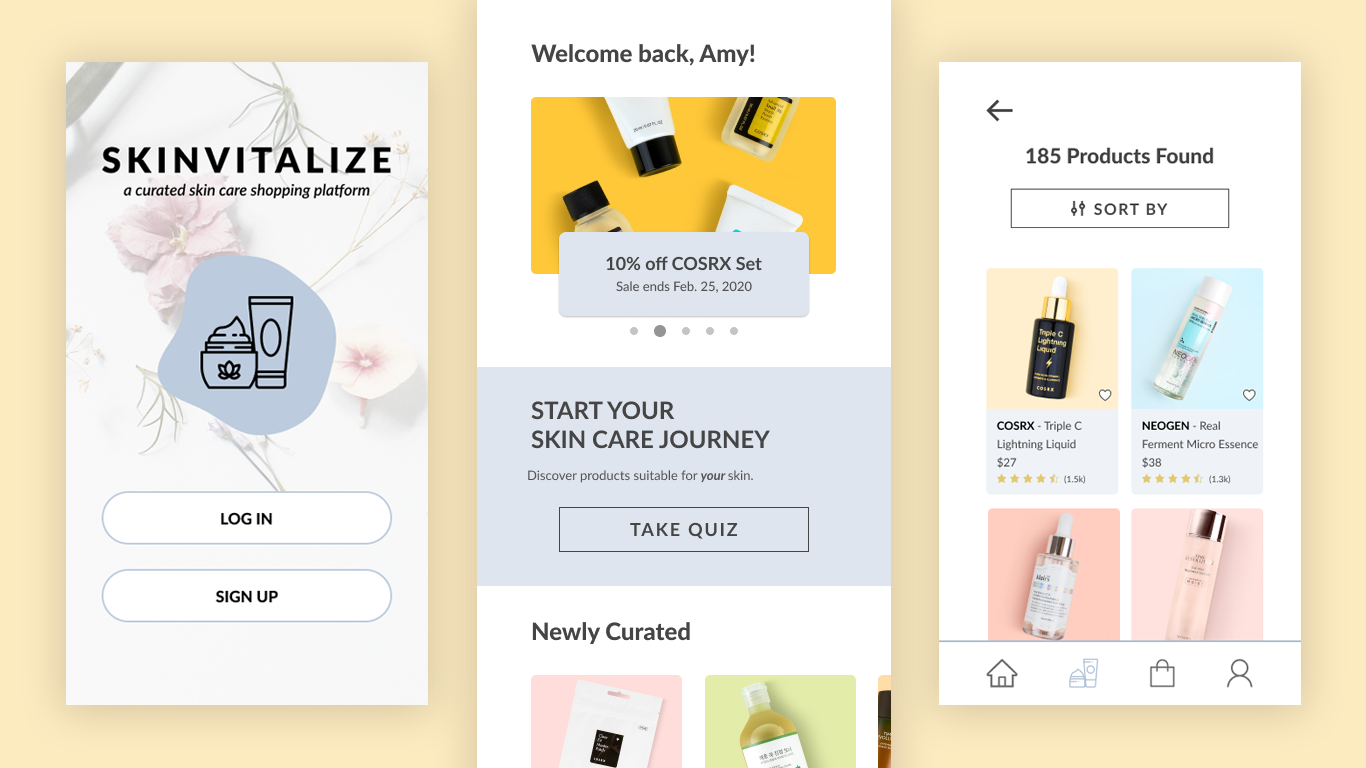 SKINVITALIZE
a curated skin care shopping platform
LOG IN
SIGN UP
Welcome back, Amy!
COSRX
10% off COSRX Set
Sale ends Feb. 25, 2020
START YOUR
SKIN CARE JOURNEY
Discover products suitable for your skin.
TAKE QUIZ
Newly Curated
COSRX
185 Products Found
SORT BY
Triple C
Lightning
Liquid
COSRX
NEOGEN
COSRX - Triple C
Lightning Liquid
$27
(1.5k)
NEOGEN - Real
Ferment Micro Essence
$38
(1.3k)